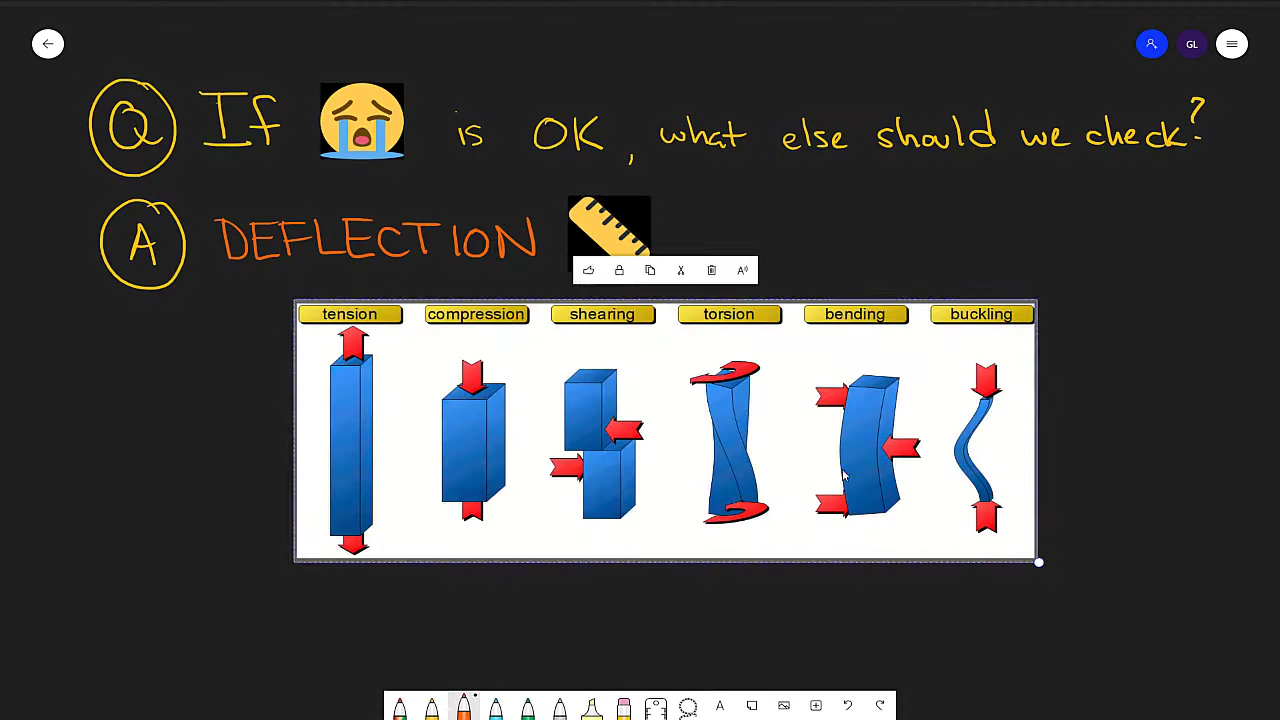 GL
Q If 😭 is OK, what else should we check?
A DEFLECTION
tension compression shearing torsion bending buckling